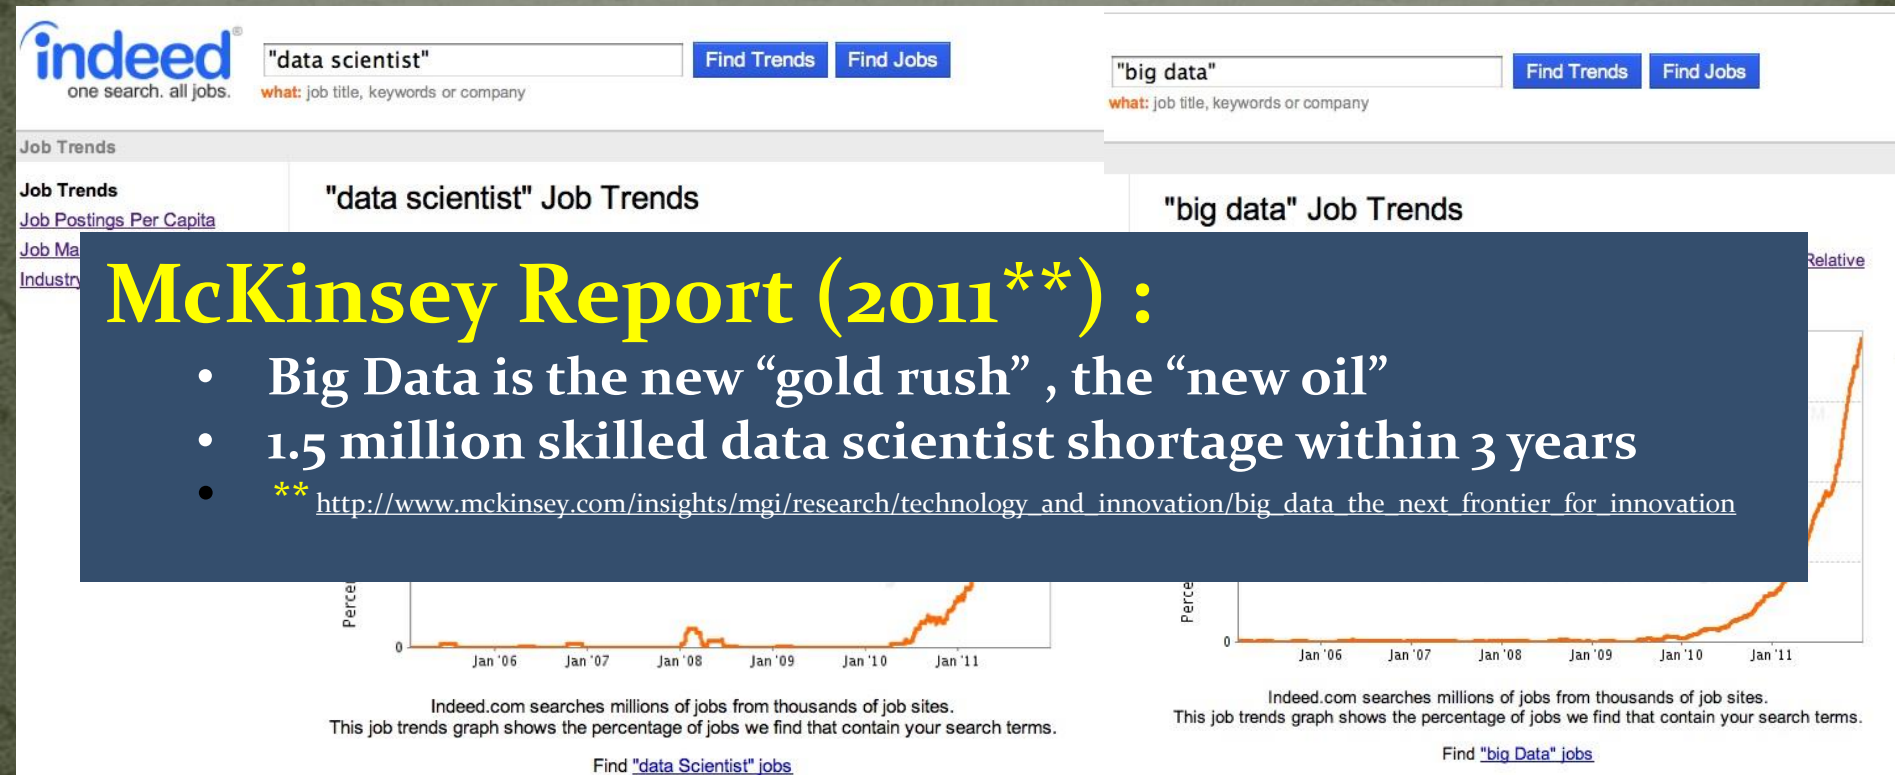 indeed®
one search. all jobs.
"data scientist"
Find Trends
Find Jobs
what: job title, keywords or company
"big data"
Find Trends
Find Jobs
what: job title, keywords or company
Job Trends
Job Trends
Job Postings Per Capita
Job Ma
Industry
"data scientist" Job Trends
"big data" Job Trends
Relative
McKinsey Report (2011**) :
• Big Data is the new “gold rush” , the “new oil”
• 1.5 million skilled data scientist shortage within 3 years
• ** http://www.mckinsey.com/insights/mgi/research/technology_and_innovation/big_data_the_next_frontier_for_innovation
Perce
0
Jan '06 Jan '07 Jan '08 Jan '09 Jan '10 Jan '11
Indeed.com searches millions of jobs from thousands of job sites.
This job trends graph shows the percentage of jobs we find that contain your search terms.
Find "data Scientist" jobs
Perce
0
Jan '06 Jan '07 Jan '08 Jan '09 Jan '10 Jan '11
Indeed.com searches millions of jobs from thousands of job sites.
This job trends graph shows the percentage of jobs we find that contain your search terms.
Find "big Data" jobs